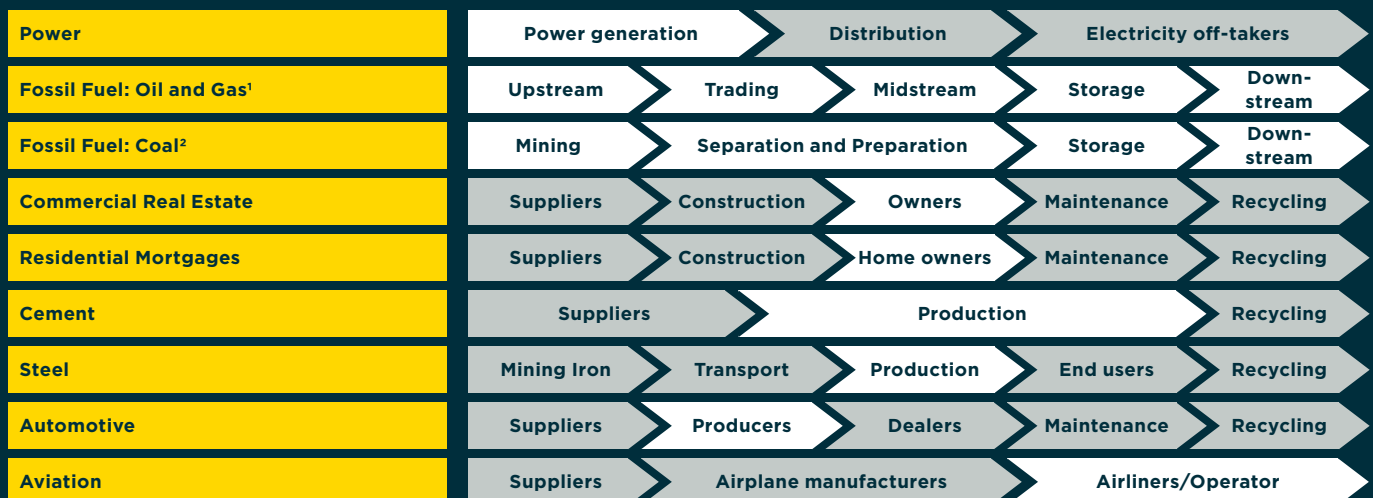 Power
Power generation
Distribution
Electricity off-takers
Fossil Fuel: Oil and Gas¹
Upstream
Trading
Midstream
Storage
Down-
stream
Fossil Fuel: Coal²
Mining
Separation and Preparation
Storage
Down-
stream
Commercial Real Estate
Suppliers
Construction
Owners
Maintenance
Recycling
Residential Mortgages
Suppliers
Construction
Home owners
Maintenance
Recycling
Cement
Suppliers
Production
Recycling
Steel
Mining Iron
Transport
Production
End users
Recycling
Automotive
Suppliers
Producers
Dealers
Maintenance
Recycling
Aviation
Suppliers
Airplane manufacturers
Airliners/Operator